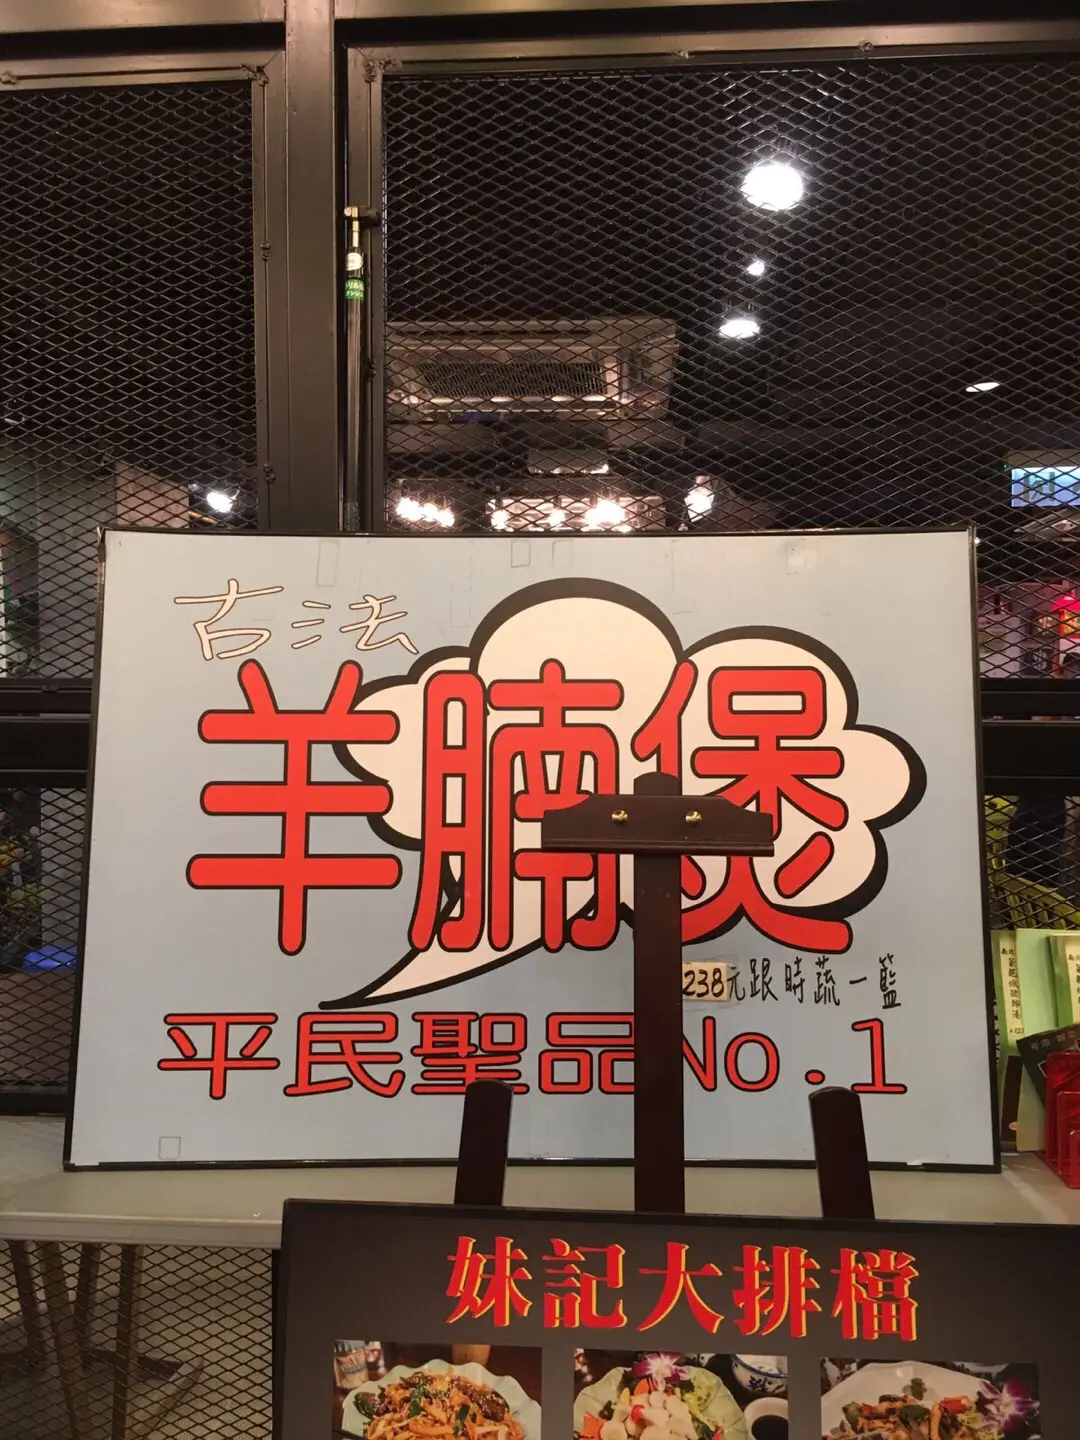 古法
羊腩煲
238元跟時蔬一籃
平民聖品No.1
妹記大排檔